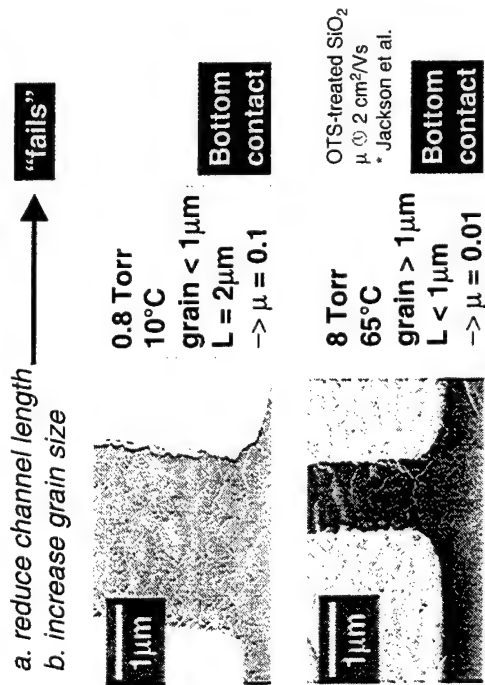 a. reduce channel length
b. increase grain size
“fails”
1µm
0.8 Torr
10°C
grain < 1µm
L = 2µm
–> µ = 0.1
Bottom
contact
1µm
8 Torr
65°C
grain > 1µm
L < 1µm
–> µ = 0.01
OTS-treated SiO₂
µ 2 cm²/Vs
* Jackson et al.
Bottom
contact